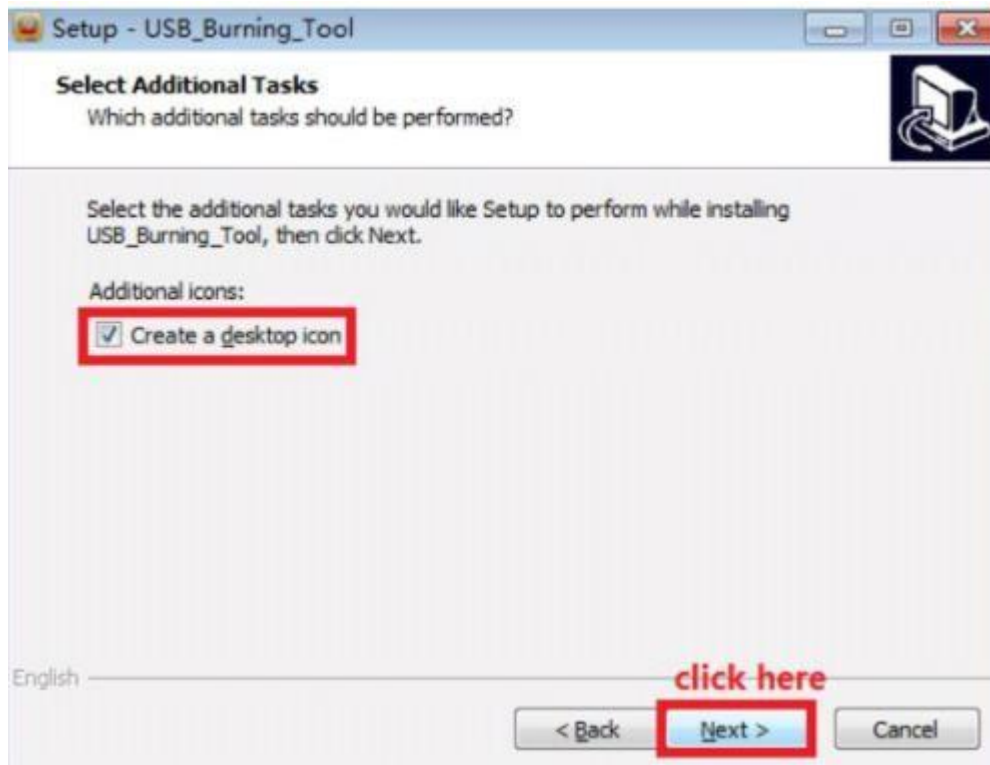 Setup - USB_Burning_Tool
Select Additional Tasks
Which additional tasks should be performed?
Select the additional tasks you would like Setup to perform while installing
USB_Burning_Tool, then click Next.
Additional icons:
Create a desktop icon
English
click here
< Back Next > Cancel